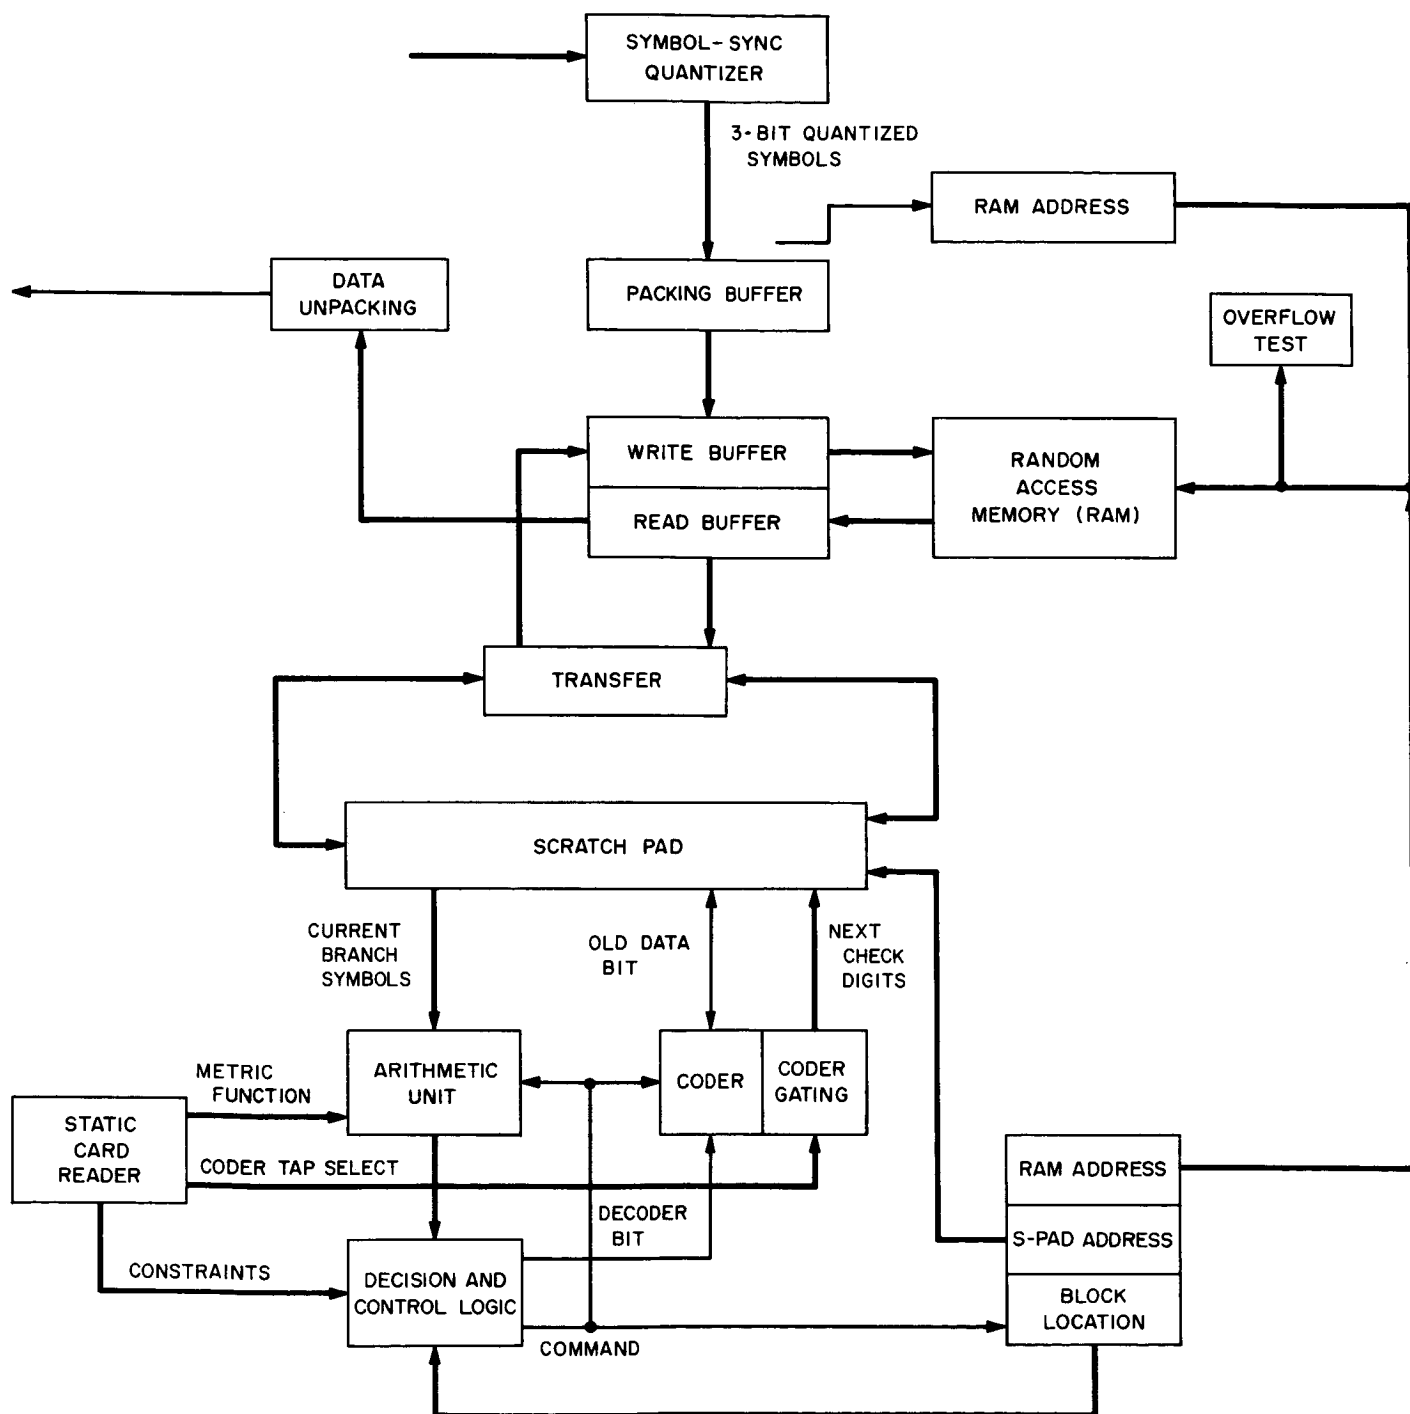 SYMBOL-SYNC
QUANTIZER
3-BIT QUANTIZED
SYMBOLS
RAM ADDRESS
DATA
UNPACKING
PACKING BUFFER
OVERFLOW
TEST
WRITE BUFFER
READ BUFFER
RANDOM
ACCESS
MEMORY (RAM)
TRANSFER
SCRATCH PAD
CURRENT
BRANCH
SYMBOLS
OLD DATA
BIT
NEXT
CHECK
DIGITS
METRIC
FUNCTION
ARITHMETIC
UNIT
CODER
CODER
GATING
STATIC
CARD
READER
CODER TAP SELECT
DECODER
BIT
RAM ADDRESS
S-PAD ADDRESS
BLOCK
LOCATION
CONSTRAINTS
DECISION AND
CONTROL LOGIC
COMMAND